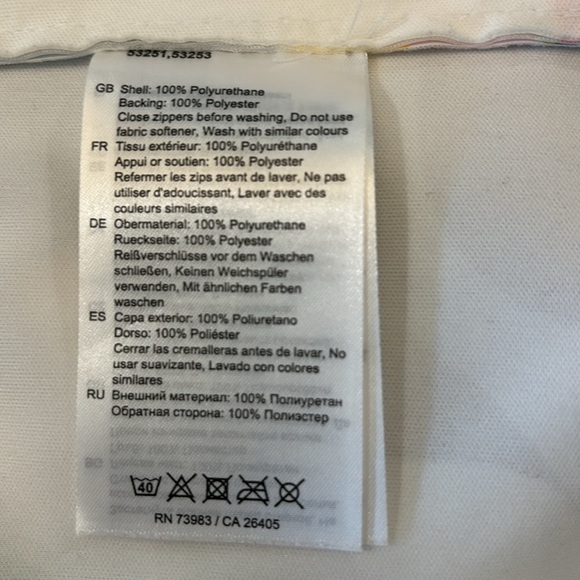 53251,53253
GB Shell: 100% Polyurethane
Backing: 100% Polyester
Close zippers before washing, Do not use
fabric softener, Wash with similar colours
FR Tissu extérieur: 100% Polyuréthane
Appui or soutien: 100% Polyester
Refermer les zips avant de laver, Ne pas
utiliser d'adoucissant, Laver avec des
couleurs similaires
DE Obermaterial: 100% Polyurethane
Rueckseite: 100% Polyester
Reißverschlüsse vor dem Waschen
schließen, Keinen Weichspüler
verwenden, Mit ähnlichen Farben
waschen
ES Capa exterior: 100% Poliuretano
Dorso: 100% Poliéster
Cerrar las cremalleras antes de lavar, No
usar suavizante, Lavado con colores
similares
RU Внешний материал: 100% Полиуретан
Обратная сторона: 100% Полиэстер
40
RN 73983 / CA 26405